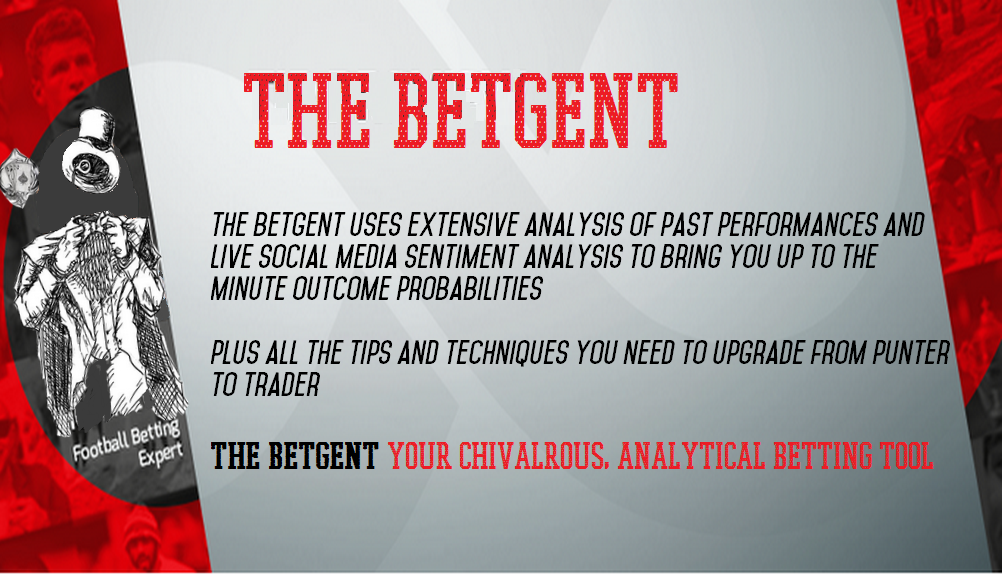 THE BETGENT
THE BETGENT USES EXTENSIVE ANALYSIS OF PAST PERFORMANCES AND
LIVE SOCIAL MEDIA SENTIMENT ANALYSIS TO BRING YOU UP TO THE
MINUTE OUTCOME PROBABILITIES
PLUS ALL THE TIPS AND TECHNIQUES YOU NEED TO UPGRADE FROM PUNTER
TO TRADER
Football Betting
Expert
THE BETGENT YOUR CHIVALROUS, ANALYTICAL BETTING TOOL